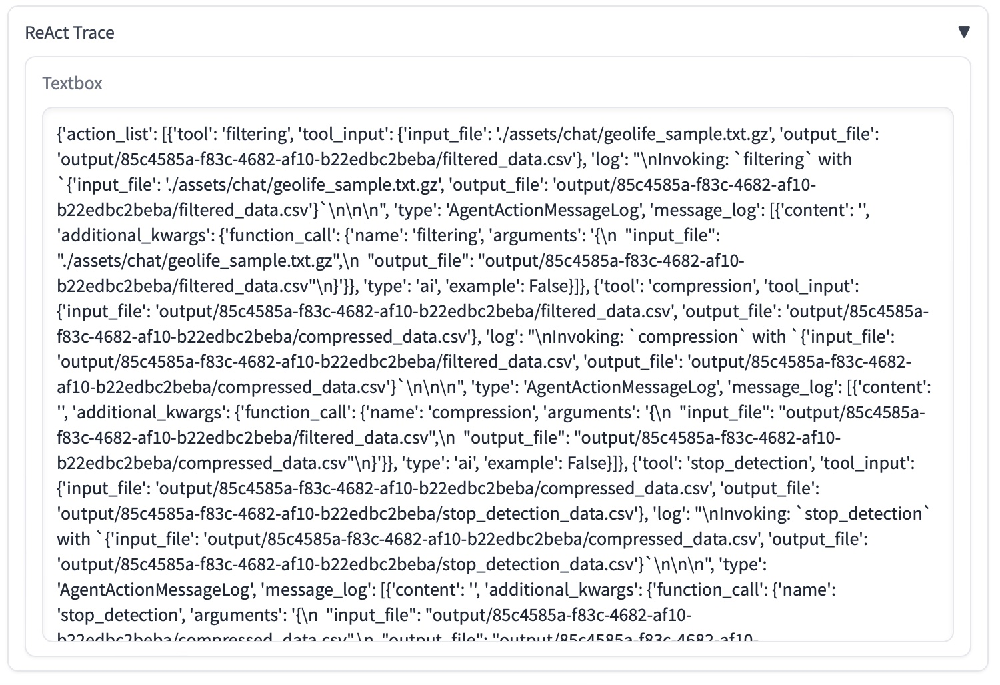 ReAct Trace
Textbox
{'action_list': [{'tool': 'filtering', 'tool_input': {'input_file': './assets/chat/geolife_sample.txt.gz', 'output_file':
'output/85c4585a-f83c-4682-af10-b22edbc2beba/filtered_data.csv'}, 'log': "\nInvoking: `filtering` with
`{'input_file': './assets/chat/geolife_sample.txt.gz', 'output_file': 'output/85c4585a-f83c-4682-af10-
b22edbc2beba/filtered_data.csv'}`\n\n\n", 'type': 'AgentActionMessageLog', 'message_log': [{'content': '',
'additional_kwargs': {'function_call': {'name': 'filtering', 'arguments': '{\n  "input_file":
"./assets/chat/geolife_sample.txt.gz",\n  "output_file": "output/85c4585a-f83c-4682-af10-
b22edbc2beba/filtered_data.csv"\n}'}}, 'type': 'ai', 'example': False}]}, {'tool': 'compression', 'tool_input':
{'input_file': 'output/85c4585a-f83c-4682-af10-b22edbc2beba/filtered_data.csv', 'output_file': 'output/85c4585a-
f83c-4682-af10-b22edbc2beba/compressed_data.csv'}, 'log': "\nInvoking: `compression` with `{'input_file':
'output/85c4585a-f83c-4682-af10-b22edbc2beba/filtered_data.csv', 'output_file': 'output/85c4585a-f83c-4682-
af10-b22edbc2beba/compressed_data.csv'}`\n\n\n", 'type': 'AgentActionMessageLog', 'message_log': [{'content':
'', 'additional_kwargs': {'function_call': {'name': 'compression', 'arguments': '{\n  "input_file": "output/85c4585a-
f83c-4682-af10-b22edbc2beba/filtered_data.csv",\n  "output_file": "output/85c4585a-f83c-4682-af10-
b22edbc2beba/compressed_data.csv"\n}'}}, 'type': 'ai', 'example': False}]}, {'tool': 'stop_detection', 'tool_input':
{'input_file': 'output/85c4585a-f83c-4682-af10-b22edbc2beba/compressed_data.csv', 'output_file':
'output/85c4585a-f83c-4682-af10-b22edbc2beba/stop_detection_data.csv'}, 'log': "\nInvoking: `stop_detection`
with `{'input_file': 'output/85c4585a-f83c-4682-af10-b22edbc2beba/compressed_data.csv', 'output_file':
'output/85c4585a-f83c-4682-af10-b22edbc2beba/stop_detection_data.csv'}`\n\n\n", 'type':
'AgentActionMessageLog', 'message_log': [{'content': '', 'additional_kwargs': {'function_call': {'name':
'stop_detection', 'arguments': '{\n  "input_file": "output/85c4585a-f83c-4682-af10-
b22edbc2beba/compressed_data.csv",\n  "output_file": "output/85c4585a-f83c-4682-af10-